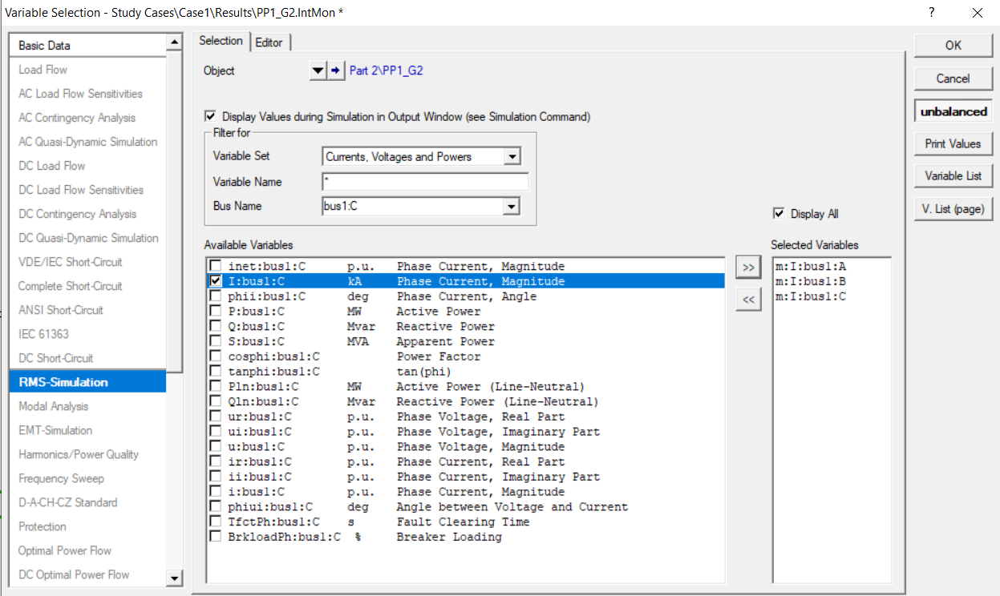 Variable Selection - Study Cases\Case1\Results\PP1_G2.IntMon *
?
Basic Data
Load Flow
AC Load Flow Sensitivities
AC Contingency Analysis
AC Quasi-Dynamic Simulation
DC Load Flow
DC Load Flow Sensitivities
DC Contingency Analysis
DC Quasi-Dynamic Simulation
VDE/IEC Short-Circuit
Complete Short-Circuit
ANSI Short-Circuit
IEC 61363
DC Short-Circuit
RMS-Simulation
Modal Analysis
EMT-Simulation
Harmonics/Power Quality
Frequency Sweep
D-A-CH-CZ Standard
Protection
Optimal Power Flow
DC Optimal Power Flow
Selection
Editor
Object
Part 2\PP1_G2
Display Values during Simulation in Output Window (see Simulation Command)
Filter for
Variable Set
Currents, Voltages and Powers
Variable Name
*
Bus Name
bus1:C
Display All
Available Variables
inet:bus1:C p.u. Phase Current, Magnitude
I:bus1:C kA Phase Current, Magnitude
phii:bus1:C deg Phase Current, Angle
P:bus1:C MW Active Power
Q:bus1:C Mvar Reactive Power
S:bus1:C MVA Apparent Power
cosphi:bus1:C Power Factor
tanphi:bus1:C tan(phi)
Pln:bus1:C MW Active Power (Line-Neutral)
Qln:bus1:C Mvar Reactive Power (Line-Neutral)
ur:bus1:C p.u. Phase Voltage, Real Part
ui:bus1:C p.u. Phase Voltage, Imaginary Part
u:bus1:C p.u. Phase Voltage, Magnitude
ir:bus1:C p.u. Phase Current, Real Part
ii:bus1:C p.u. Phase Current, Imaginary Part
i:bus1:C p.u. Phase Current, Magnitude
phiui:bus1:C deg Angle between Voltage and Current
TfctPh:bus1:C s Fault Clearing Time
BrkloadPh:bus1:C % Breaker Loading
>>
<<
Selected Variables
m:I:bus1:A
m:I:bus1:B
m:I:bus1:C
OK
Cancel
unbalanced
Print Values
Variable List
V. List (page)